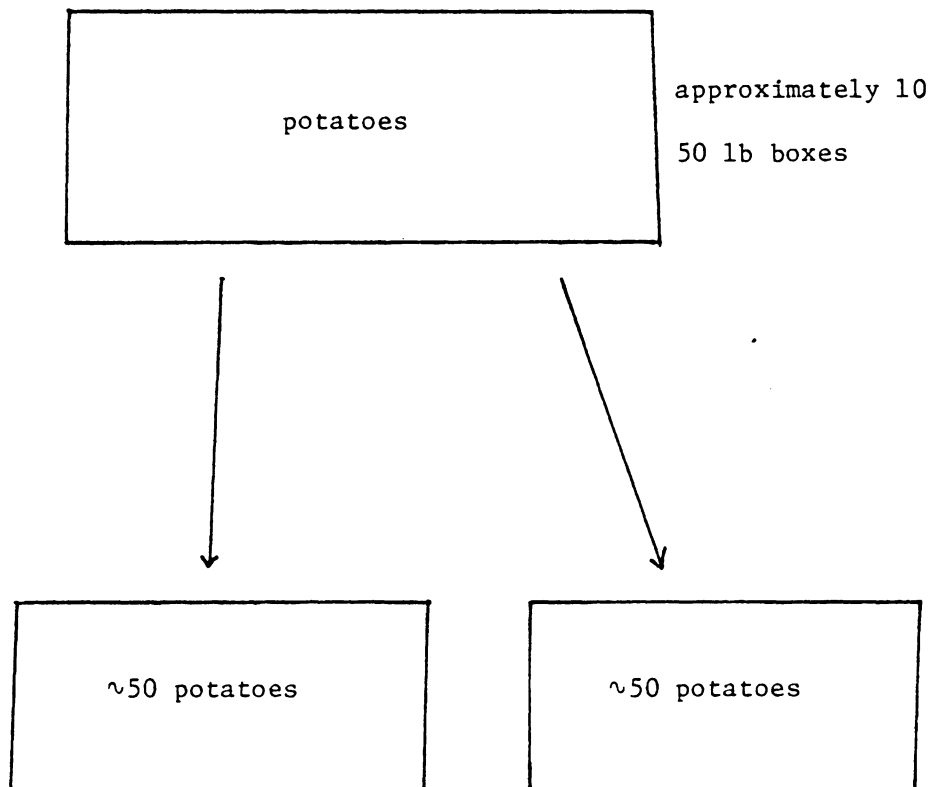 potatoes
approximately 10
50 lb boxes
∿50 potatoes
∿50 potatoes